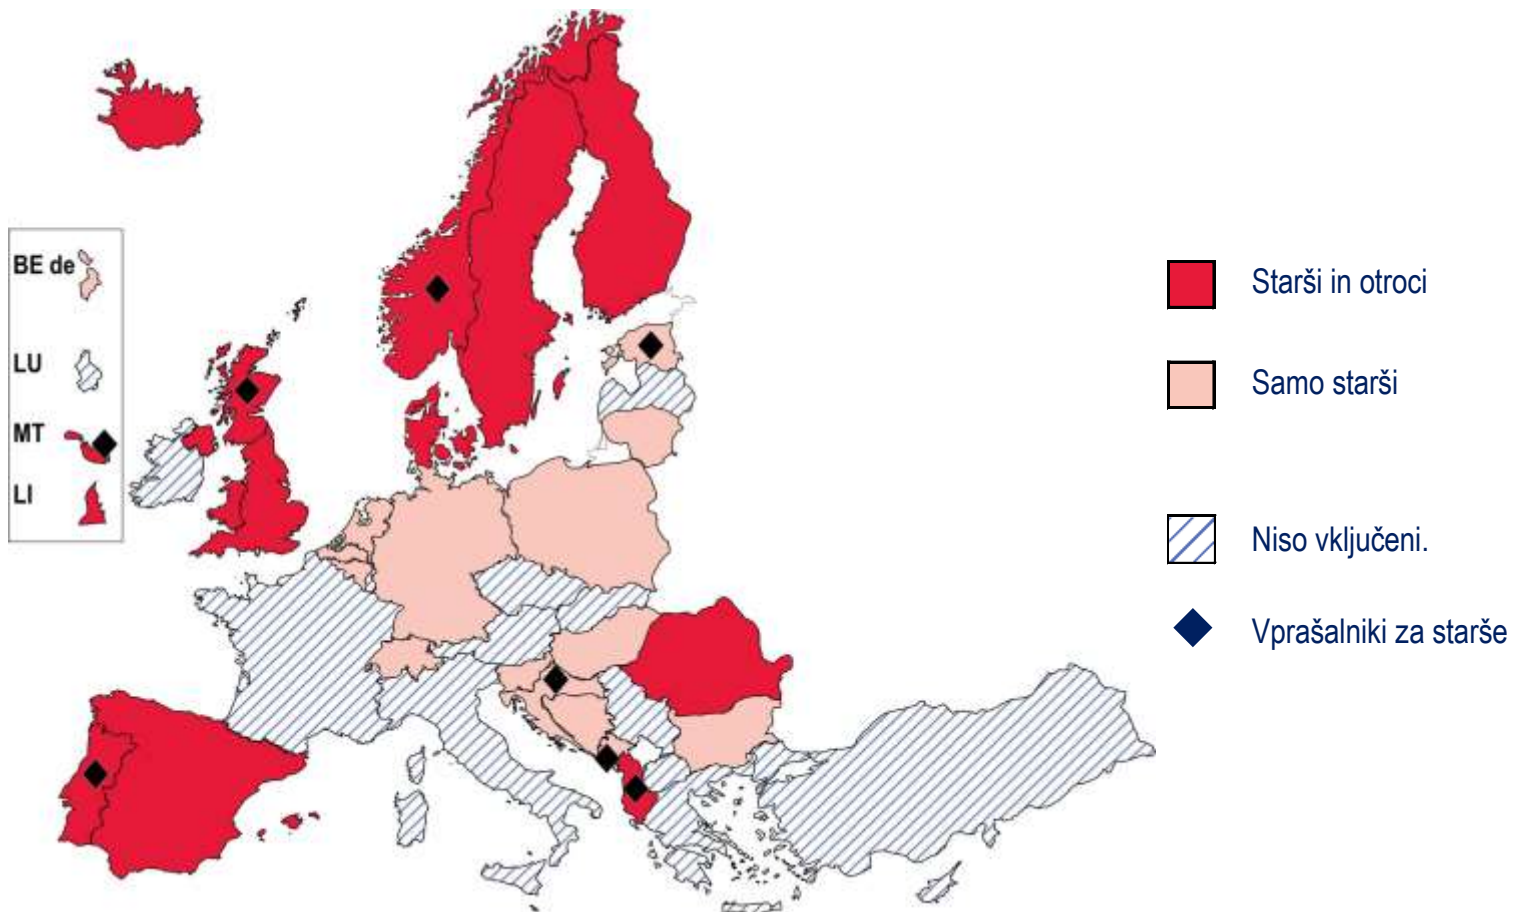 BE de
LU
MT
LI
Starši in otroci
Samo starši
Niso vključeni.
Vprašalniki za starše